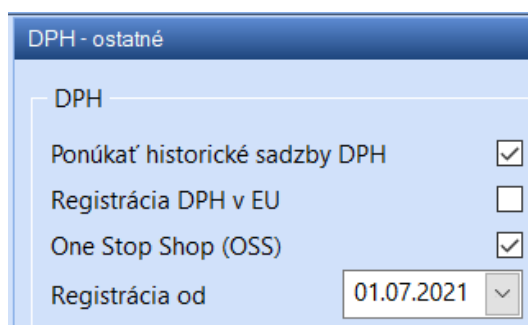 DPH - ostatné
DPH
Ponúkať historické sadzby DPH
Registrácia DPH v EU
One Stop Shop (OSS)
Registrácia od 01.07.2021